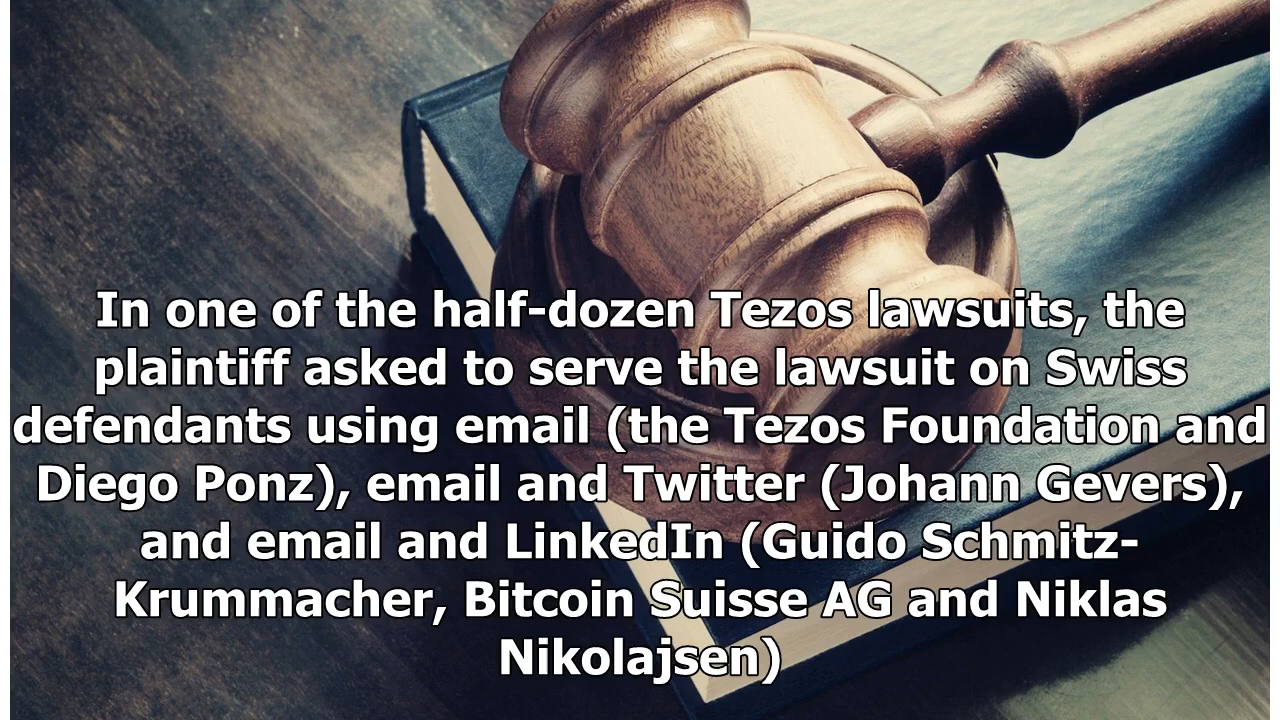 In one of the half-dozen Tezos lawsuits, the
plaintiff asked to serve the lawsuit on Swiss
defendants using email (the Tezos Foundation and
Diego Ponz), email and Twitter (Johann Gevers),
and email and LinkedIn (Guido Schmitz-
Krummacher, Bitcoin Suisse AG and Niklas
Nikolajsen)